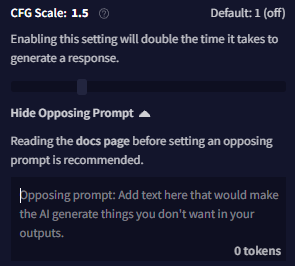 CFG Scale: 1.5 Default: 1 (off)
Enabling this setting will double the time it takes to
generate a response.
Hide Opposing Prompt
Reading the docs page before setting an opposing
prompt is recommended.
Opposing prompt: Add text here that would make
the AI generate things you don't want in your
outputs.
0 tokens